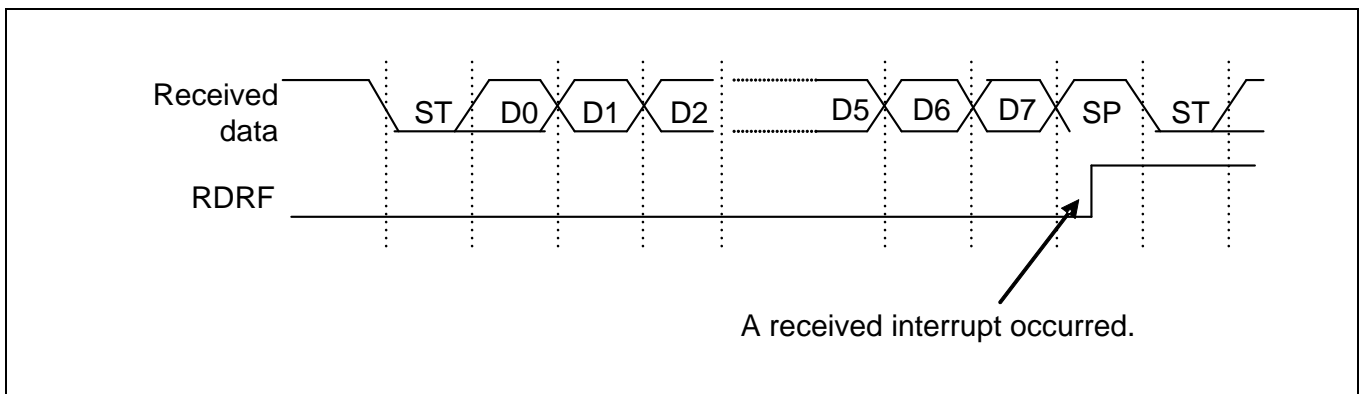 Received
data
ST D0 D1 D2 D5 D6 D7 SP ST
RDRF
A received interrupt occurred.